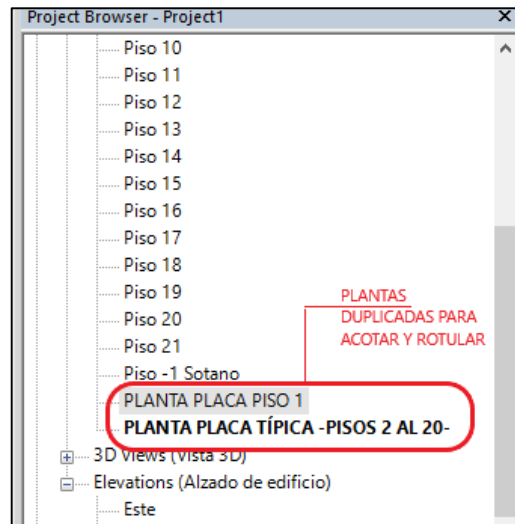 Project Browser - Project1
Piso 10
Piso 11
Piso 12
Piso 13
Piso 14
Piso 15
Piso 16
Piso 17
Piso 18
Piso 19
Piso 20
Piso 21
Piso -1 Sotano
PLANTA PLACA PISO 1
PLANTA PLACA TÍPICA -PISOS 2 AL 20-
3D Views (Vista 3D)
Elevations (Alzado de edificio)
Este
PLANTAS
DUPLICADAS PARA
ACOTAR Y ROTULAR